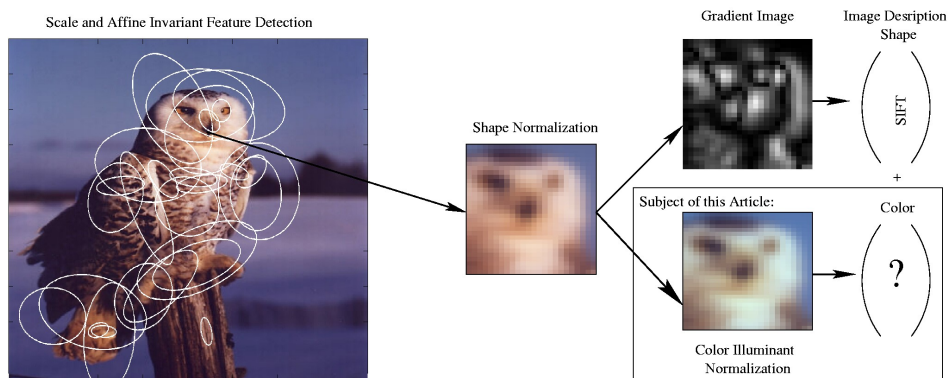 Scale and Affine Invariant Feature Detection
Shape Normalization
Gradient Image
Image Desription
Shape
SIFT
+
Subject of this Article:
Color Illuminant
Normalization
Color
?